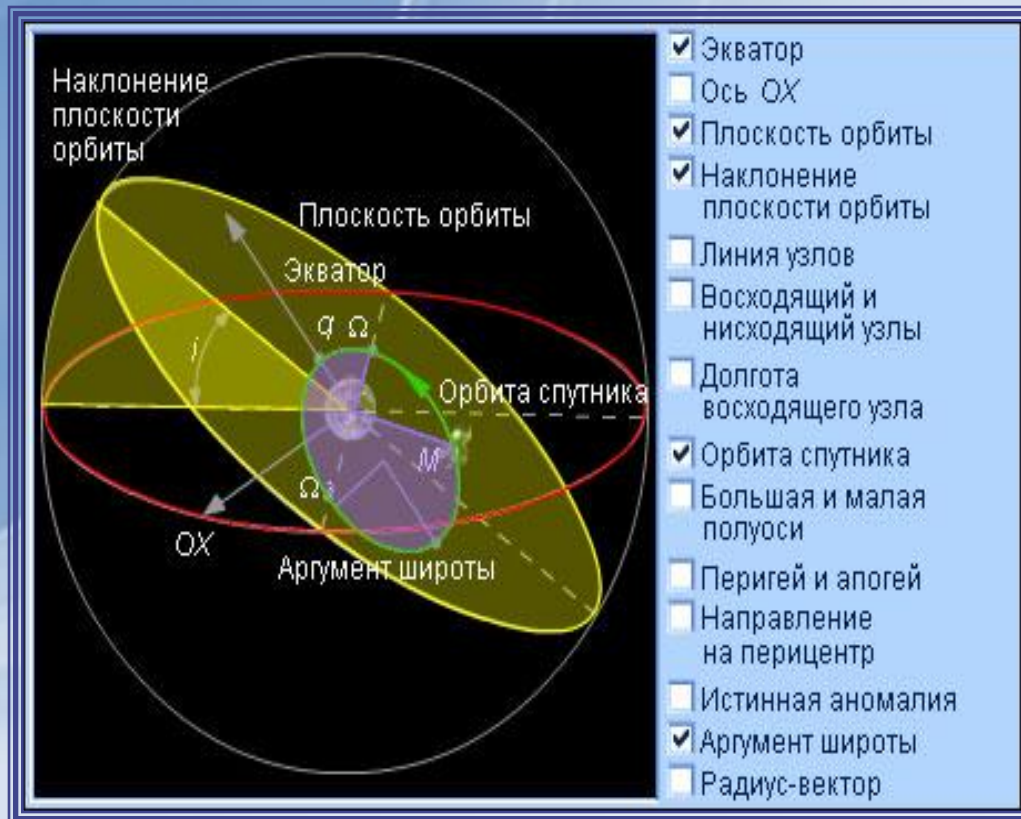 Наклонение
плоскости
орбиты
Плоскость орбиты
Экватор
q Ω
i
Орбита спутника
M
Ω
OX
Аргумент широты
Экватор
Ось OX
Плоскость орбиты
Наклонение
плоскости орбиты
Линия узлов
Восходящий и
нисходящий узлы
Долгота
восходящего узла
Орбита спутника
Большая и малая
полуоси
Перигей и апогей
Направление
на перицентр
Истинная аномалия
Аргумент широты
Радиус-вектор